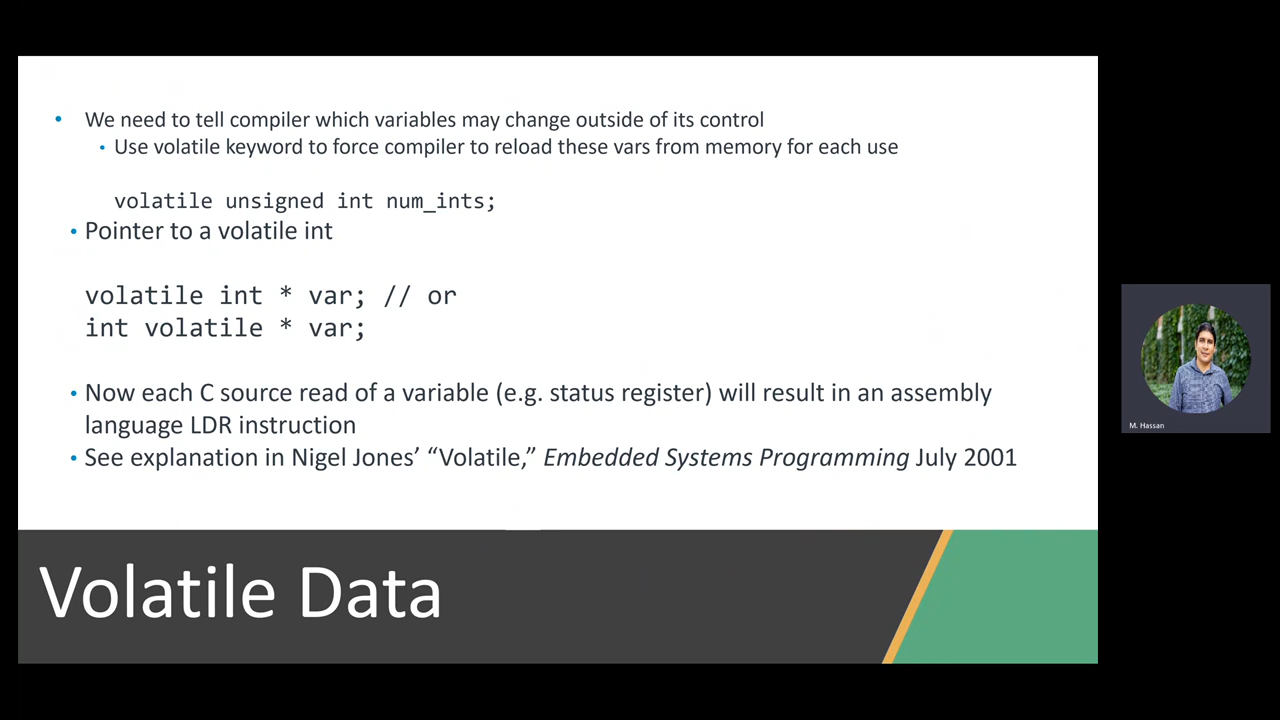 We need to tell compiler which variables may change outside of its control
Use volatile keyword to force compiler to reload these vars from memory for each use
volatile unsigned int num_ints;
Pointer to a volatile int
volatile int * var; // or
int volatile * var;
Now each C source read of a variable (e.g. status register) will result in an assembly
language LDR instruction
See explanation in Nigel Jones’ “Volatile,” Embedded Systems Programming July 2001
Volatile Data
M. Hassan